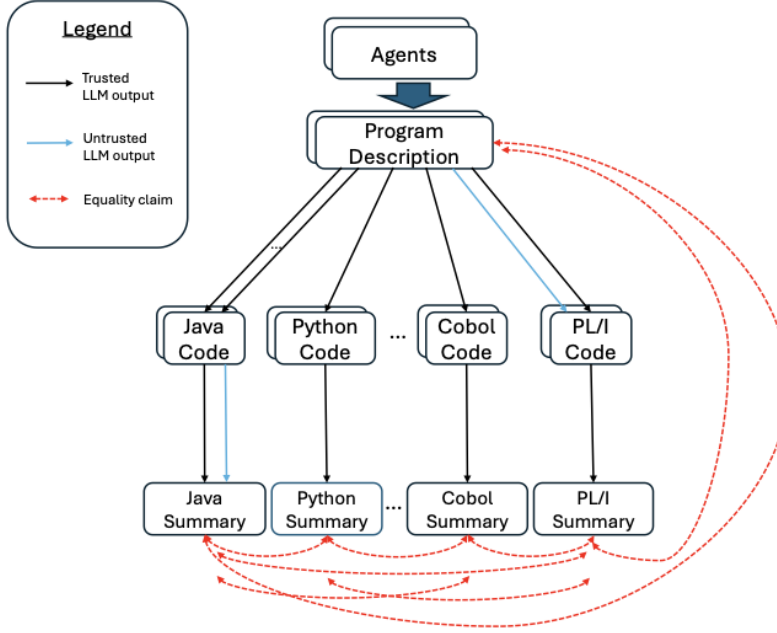 Legend
Trusted
LLM output
Untrusted
LLM output
Equality claim
Agents
Program
Description
...
Java
Code
Python
Code
...
Cobol
Code
PL/I
Code
Java
Summary
Python
Summary
...
Cobol
Summary
PL/I
Summary